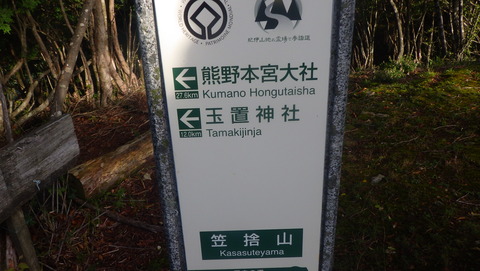 紀伊山地の霊場と参詣道
熊野本宮大社
27.6km Kumano Hongutaisha
玉置神社
12.0km Tamakijinja
笠捨山
Kasasuteyama